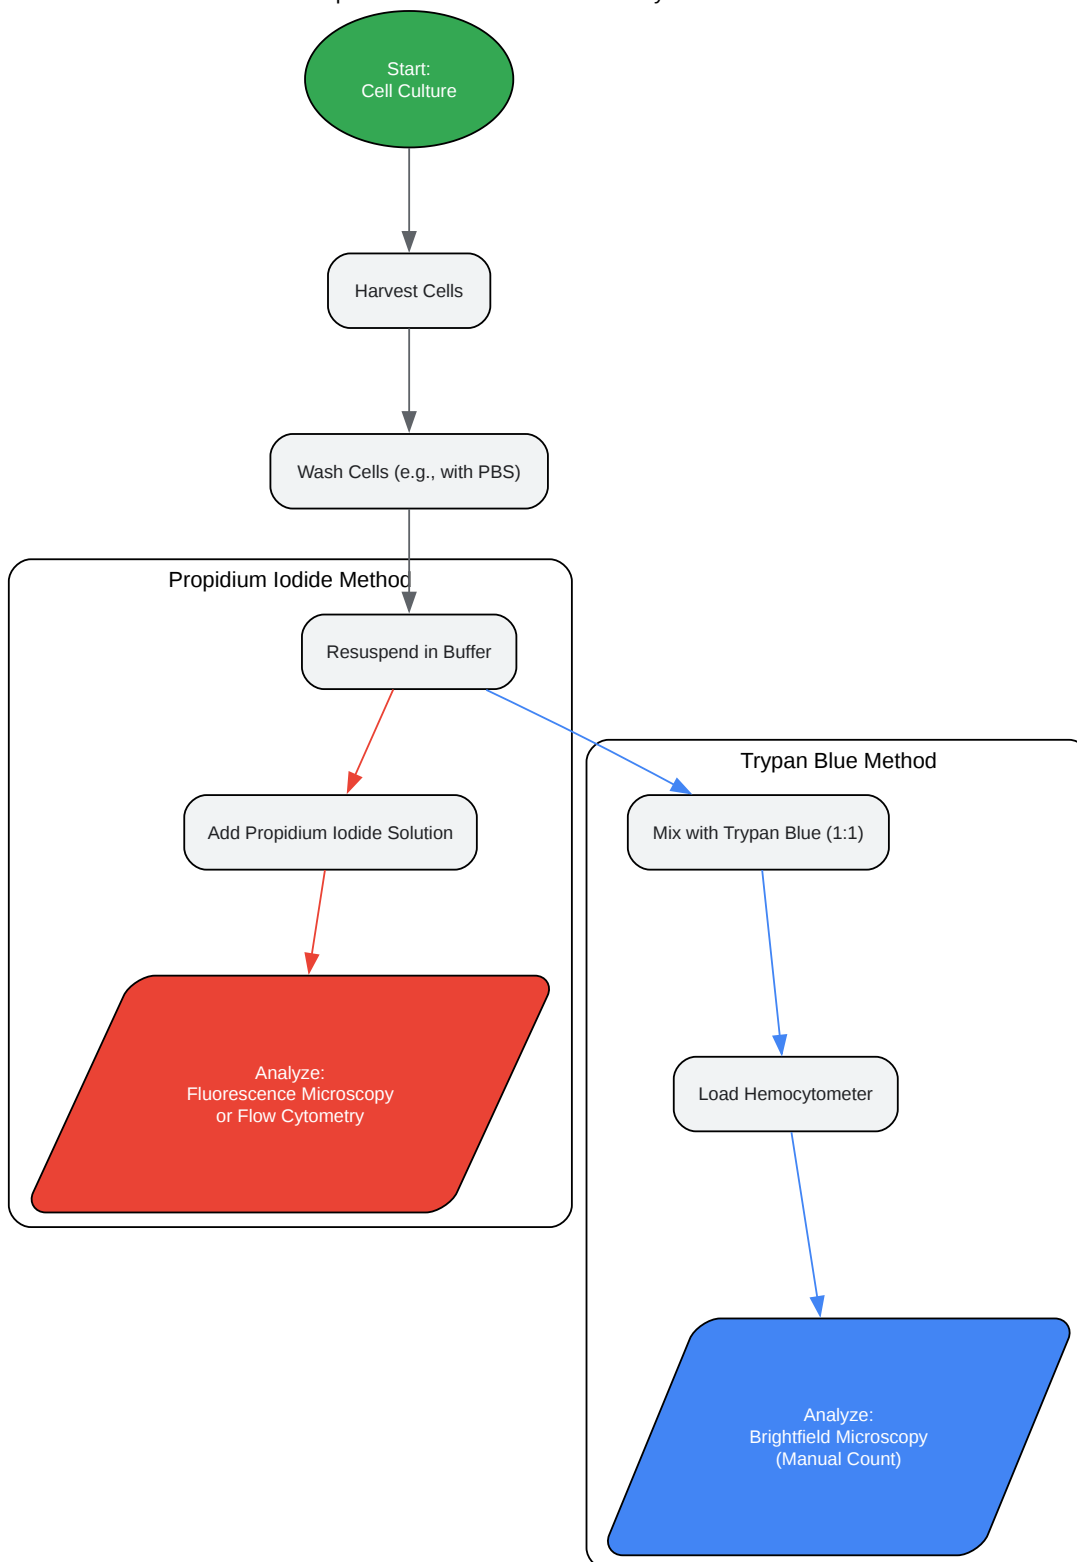 Start:
Cell Culture
Harvest Cells
Wash Cells (e.g., with PBS)
Propidium Iodide Method
Resuspend in Buffer
Trypan Blue Method
Add Propidium Iodide Solution
Mix with Trypan Blue (1:1)
Analyze:
Fluorescence Microscopy
or Flow Cytometry
Load Hemocytometer
Analyze:
Brightfield Microscopy
(Manual Count)